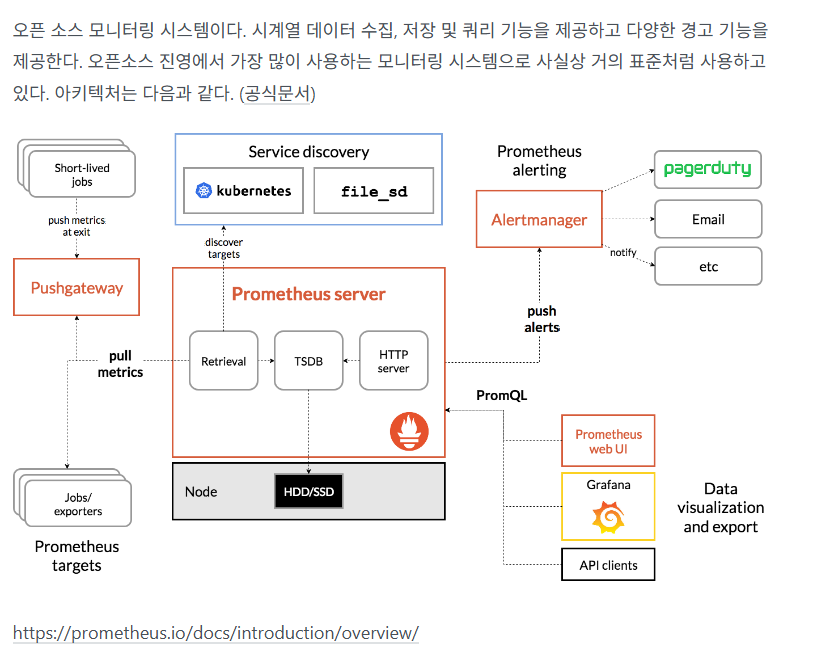 오픈 소스 모니터링 시스템이다. 시계열 데이터 수집, 저장 및 쿼리 기능을 제공하고 다양한 경고 기능을
제공한다. 오픈소스 진영에서 가장 많이 사용하는 모니터링 시스템으로 사실상 거의 표준처럼 사용하고
있다. 아키텍처는 다음과 같다. (공식문서)
Short-lived
jobs
push metrics
at exit
Pushgateway
pull
metrics
Jobs/
exporters
Prometheus
targets
Service discovery
kubernetes
file_sd
discover
targets
Prometheus server
Retrieval
TSDB
HTTP
server
Node
HDD/SSD
Prometheus
alerting
Alertmanager
pagerduty
Email
etc
notify
push
alerts
PromQL
Prometheus
web UI
Grafana
API clients
Data
visualization
and export
https://prometheus.io/docs/introduction/overview/